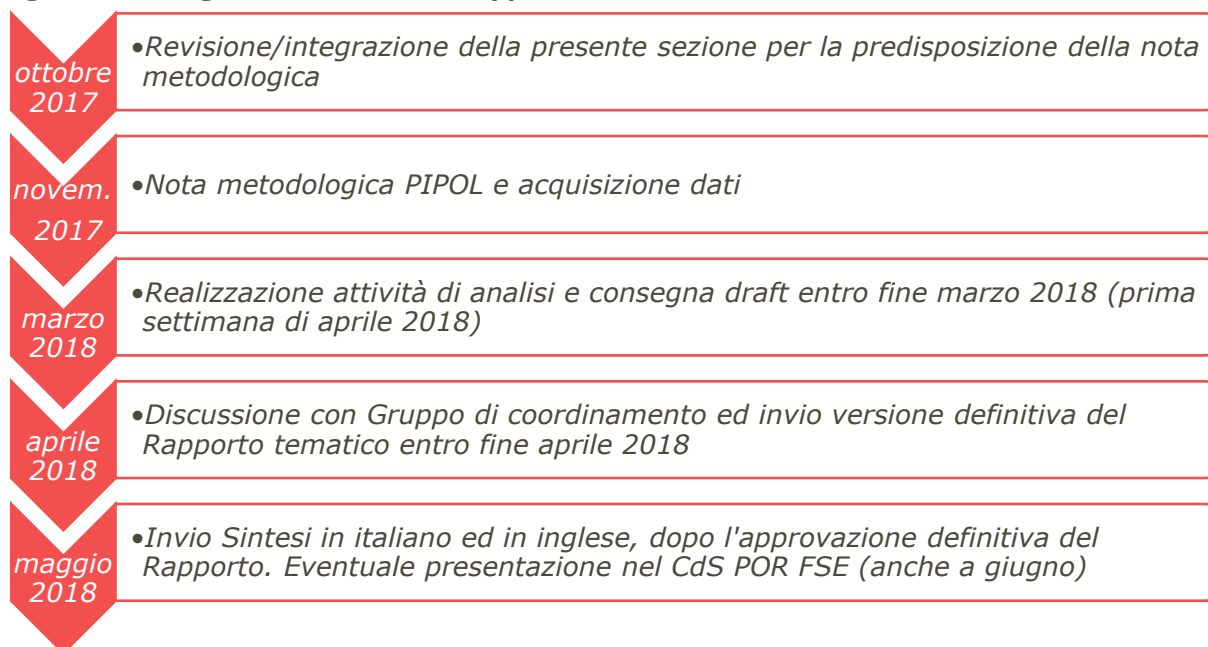 ottobre
2017
•Revisione/integrazione della presente sezione per la predisposizione della nota
metodologica
novem.
2017
•Nota metodologica PIPOL e acquisizione dati
marzo
2018
•Realizzazione attività di analisi e consegna draft entro fine marzo 2018 (prima
settimana di aprile 2018)
aprile
2018
•Discussione con Gruppo di coordinamento ed invio versione definitiva del
Rapporto tematico entro fine aprile 2018
maggio
2018
•Invio Sintesi in italiano ed in inglese, dopo l'approvazione definitiva del
Rapporto. Eventuale presentazione nel CdS POR FSE (anche a giugno)